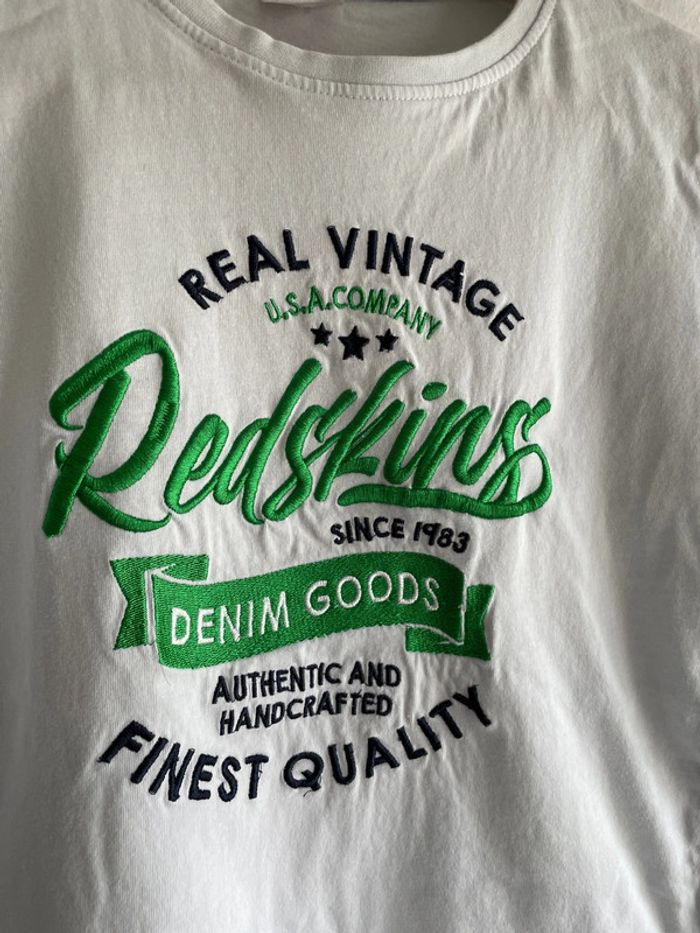 REAL VINTAGE
U.S.A.COMPANY
Redskins
SINCE 1983
DENIM GOODS
AUTHENTIC AND
HANDCRAFTED
FINEST QUALITY